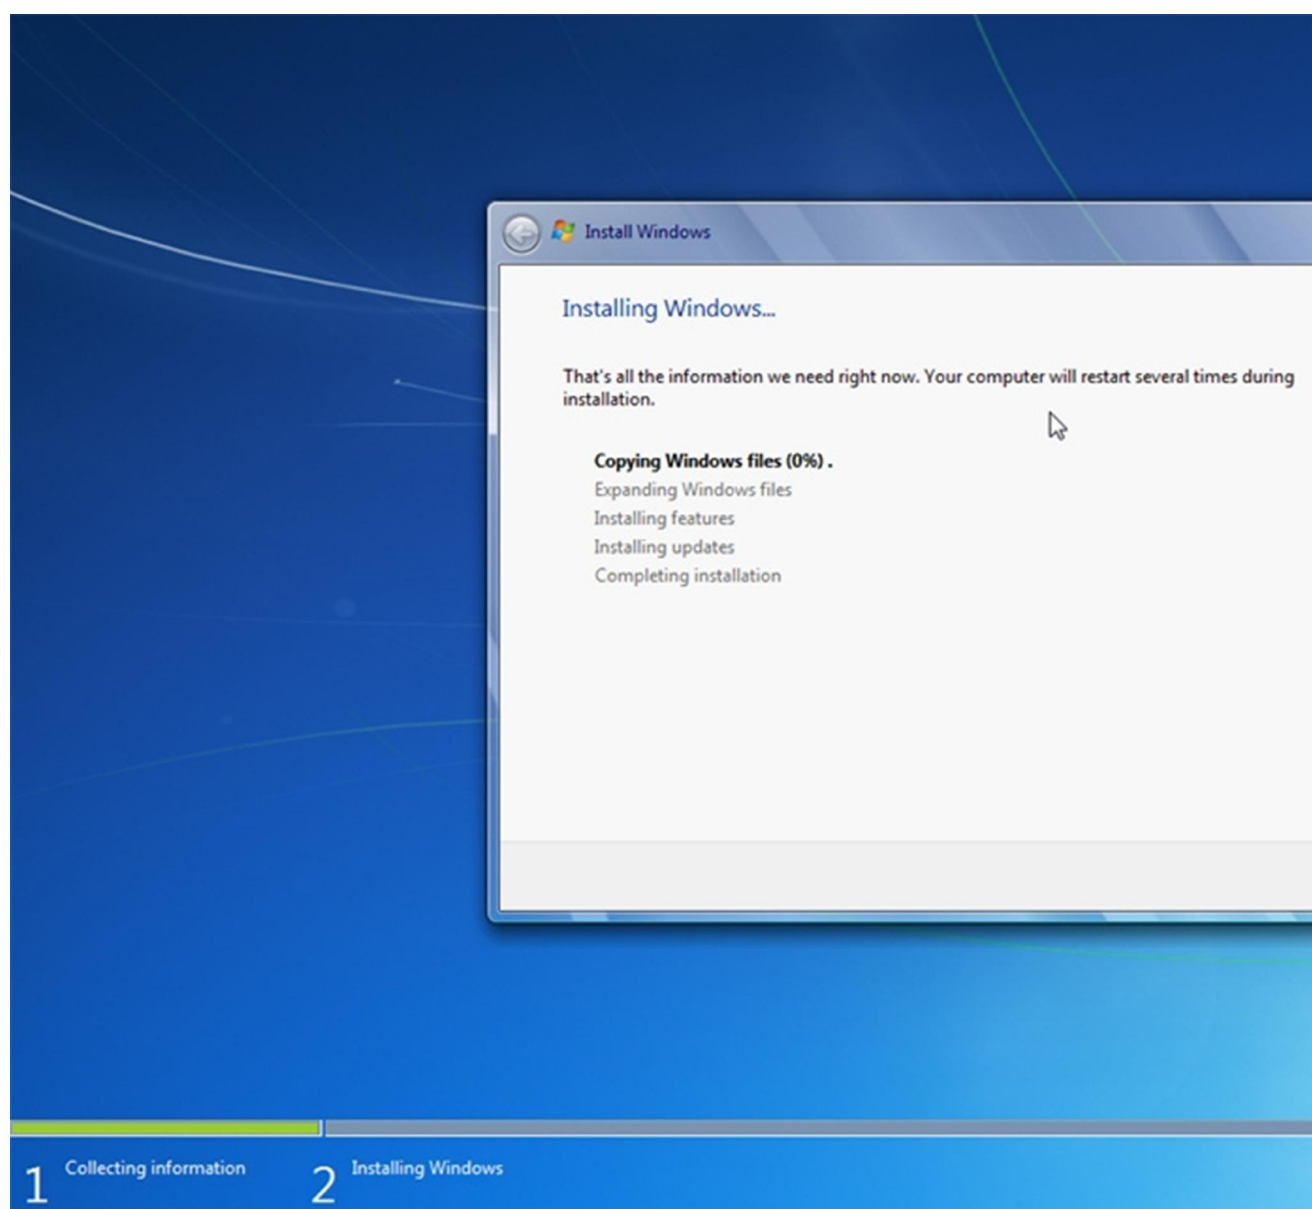 Install Windows
Installing Windows...
That's all the information we need right now. Your computer will restart several times during
installation.
Copying Windows files (0%) .
Expanding Windows files
Installing features
Installing updates
Completing installation
1 Collecting information
2 Installing Windows